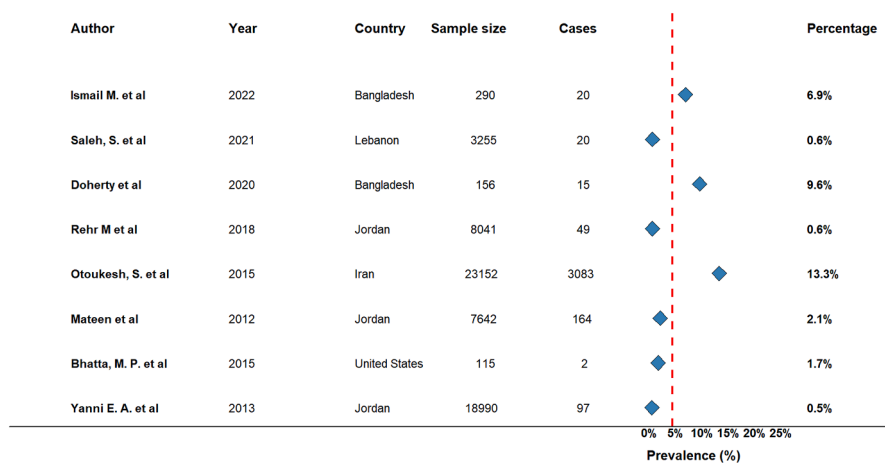 Author Year Country Sample size Cases Percentage
Ismail M. et al 2022 Bangladesh 290 20 6.9%
Saleh, S. et al 2021 Lebanon 3255 20 0.6%
Doherty et al 2020 Bangladesh 156 15 9.6%
Rehr M et al 2018 Jordan 8041 49 0.6%
Otoukesh, S. et al 2015 Iran 23152 3083 13.3%
Mateen et al 2012 Jordan 7642 164 2.1%
Bhatta, M. P. et al 2015 United States 115 2 1.7%
Yanni E. A. et al 2013 Jordan 18990 97 0.5%
0% 5% 10% 15% 20% 25%
Prevalence (%)